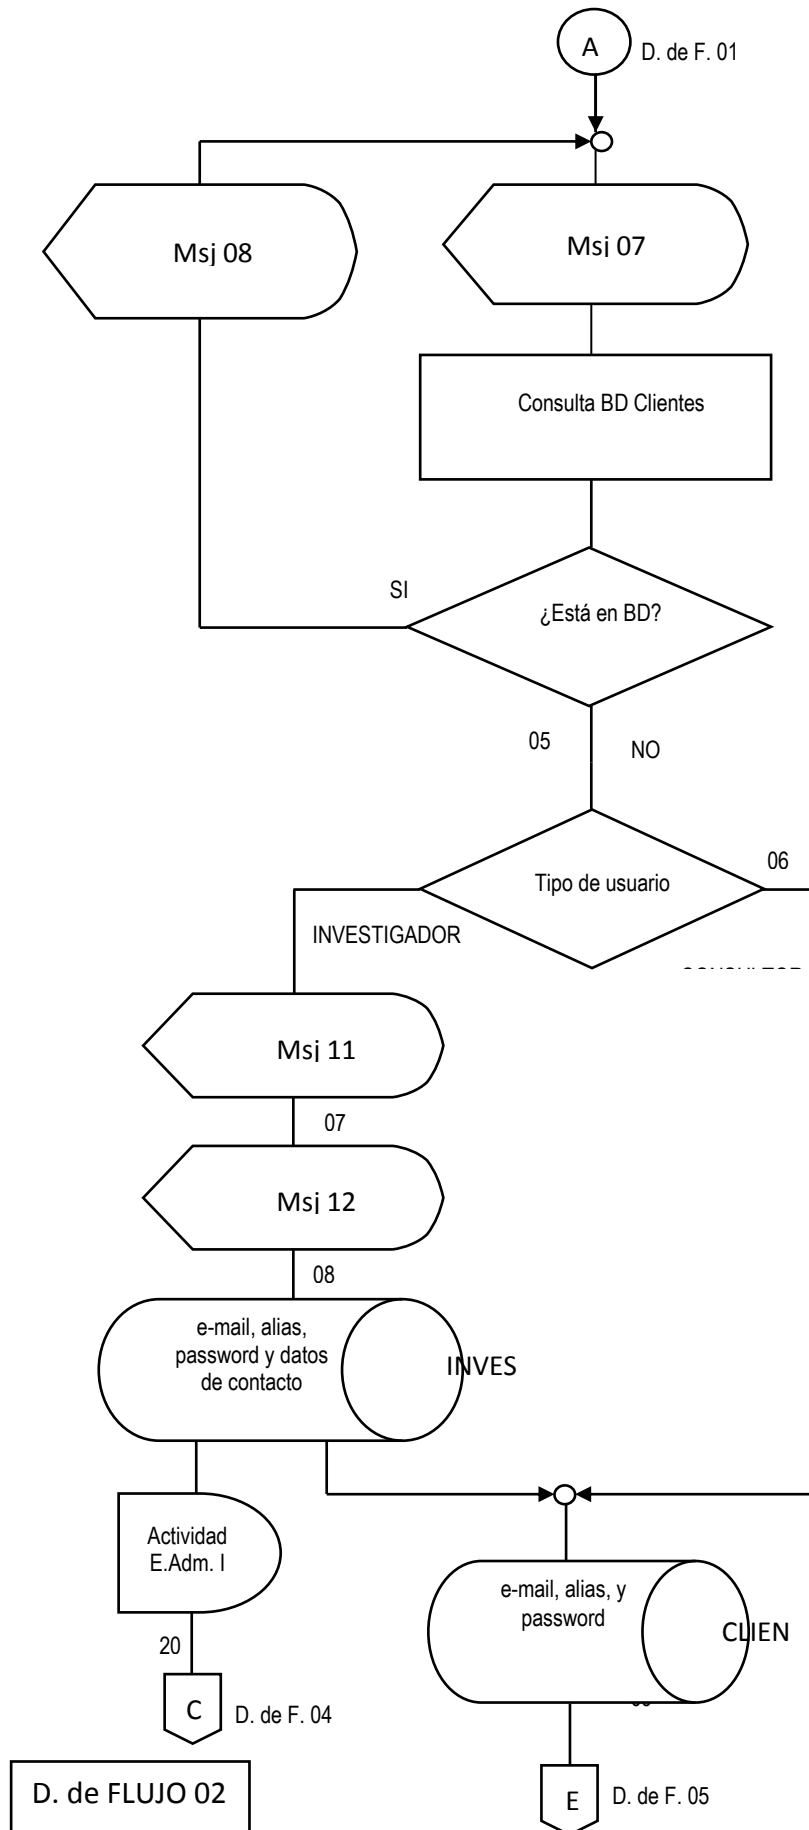 A
D. de F. 01
Msj 08
Msj 07
Consulta BD Clientes
SI
¿Está en BD?
05
NO
06
Tipo de usuario
INVESTIGADOR
Msj 11
07
Msj 12
08
e-mail, alias,
password y datos
de contacto
INVES
Actividad
E.Adm. I
e-mail, alias, y
password
CLIEN
20
C
D. de F. 04
D. de FLUJO 02
E
D. de F. 05